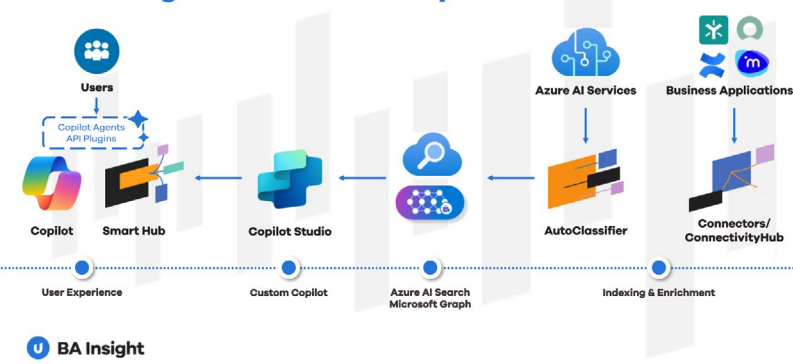 Users
Copilot Agents
API Plugins
Copilot
Smart Hub
Copilot Studio
Azure AI Services
AutoClassifier
Business Applications
Connectors/
ConnectivityHub
User Experience
Custom Copilot
Azure AI Search
Microsoft Graph
Indexing & Enrichment
BA Insight